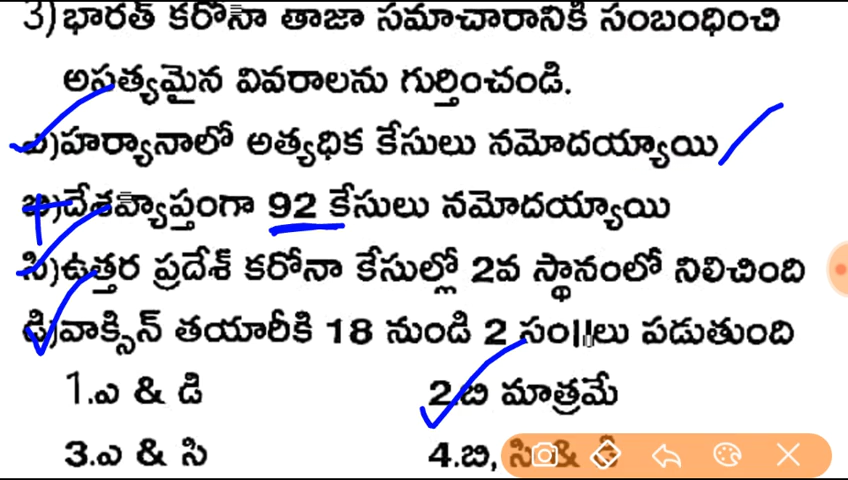 3)భారత్ కరోనా తాజా సమాచారానికి సంబంధించి
అసత్యమైన వివరాలను గుర్తించండి.
ఎ)హర్యానాలో అత్యధిక కేసులు నమోదయ్యాయి
బి)దేశవ్యాప్తంగా 92 కేసులు నమోదయ్యాయి
సి)ఉత్తర ప్రదేశ్ కరోనా కేసుల్లో 2వ స్థానంలో నిలిచింది
డి)వాక్సిన్ తయారీకి 18 నుండి 2 సం||లు పడుతుంది
1.ఎ & డి
2.బి మాత్రమే
3.ఎ & సి
4.బి, సి & డి